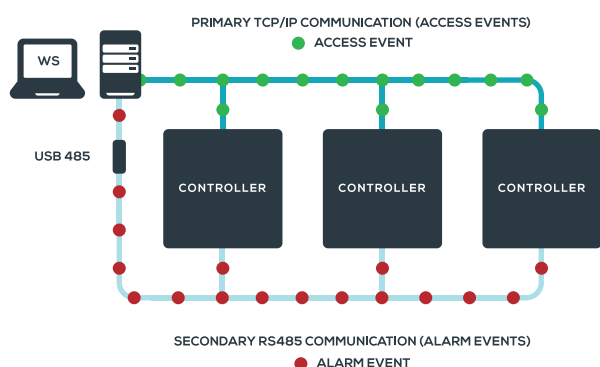 PRIMARY TCP/IP COMMUNICATION (ACCESS EVENTS)
ACCESS EVENT
WS
USB 485
CONTROLLER
CONTROLLER
CONTROLLER
SECONDARY RS485 COMMUNICATION (ALARM EVENTS)
ALARM EVENT